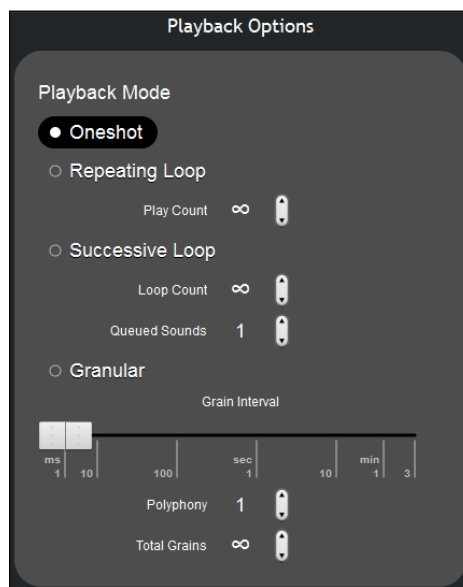 Playback Options
Playback Mode
Oneshot
Repeating Loop
Play Count ∞
Successive Loop
Loop Count ∞
Queued Sounds 1
Granular
Grain Interval
ms sec min
1 10 100 1 10 1 3
Polyphony 1
Total Grains ∞